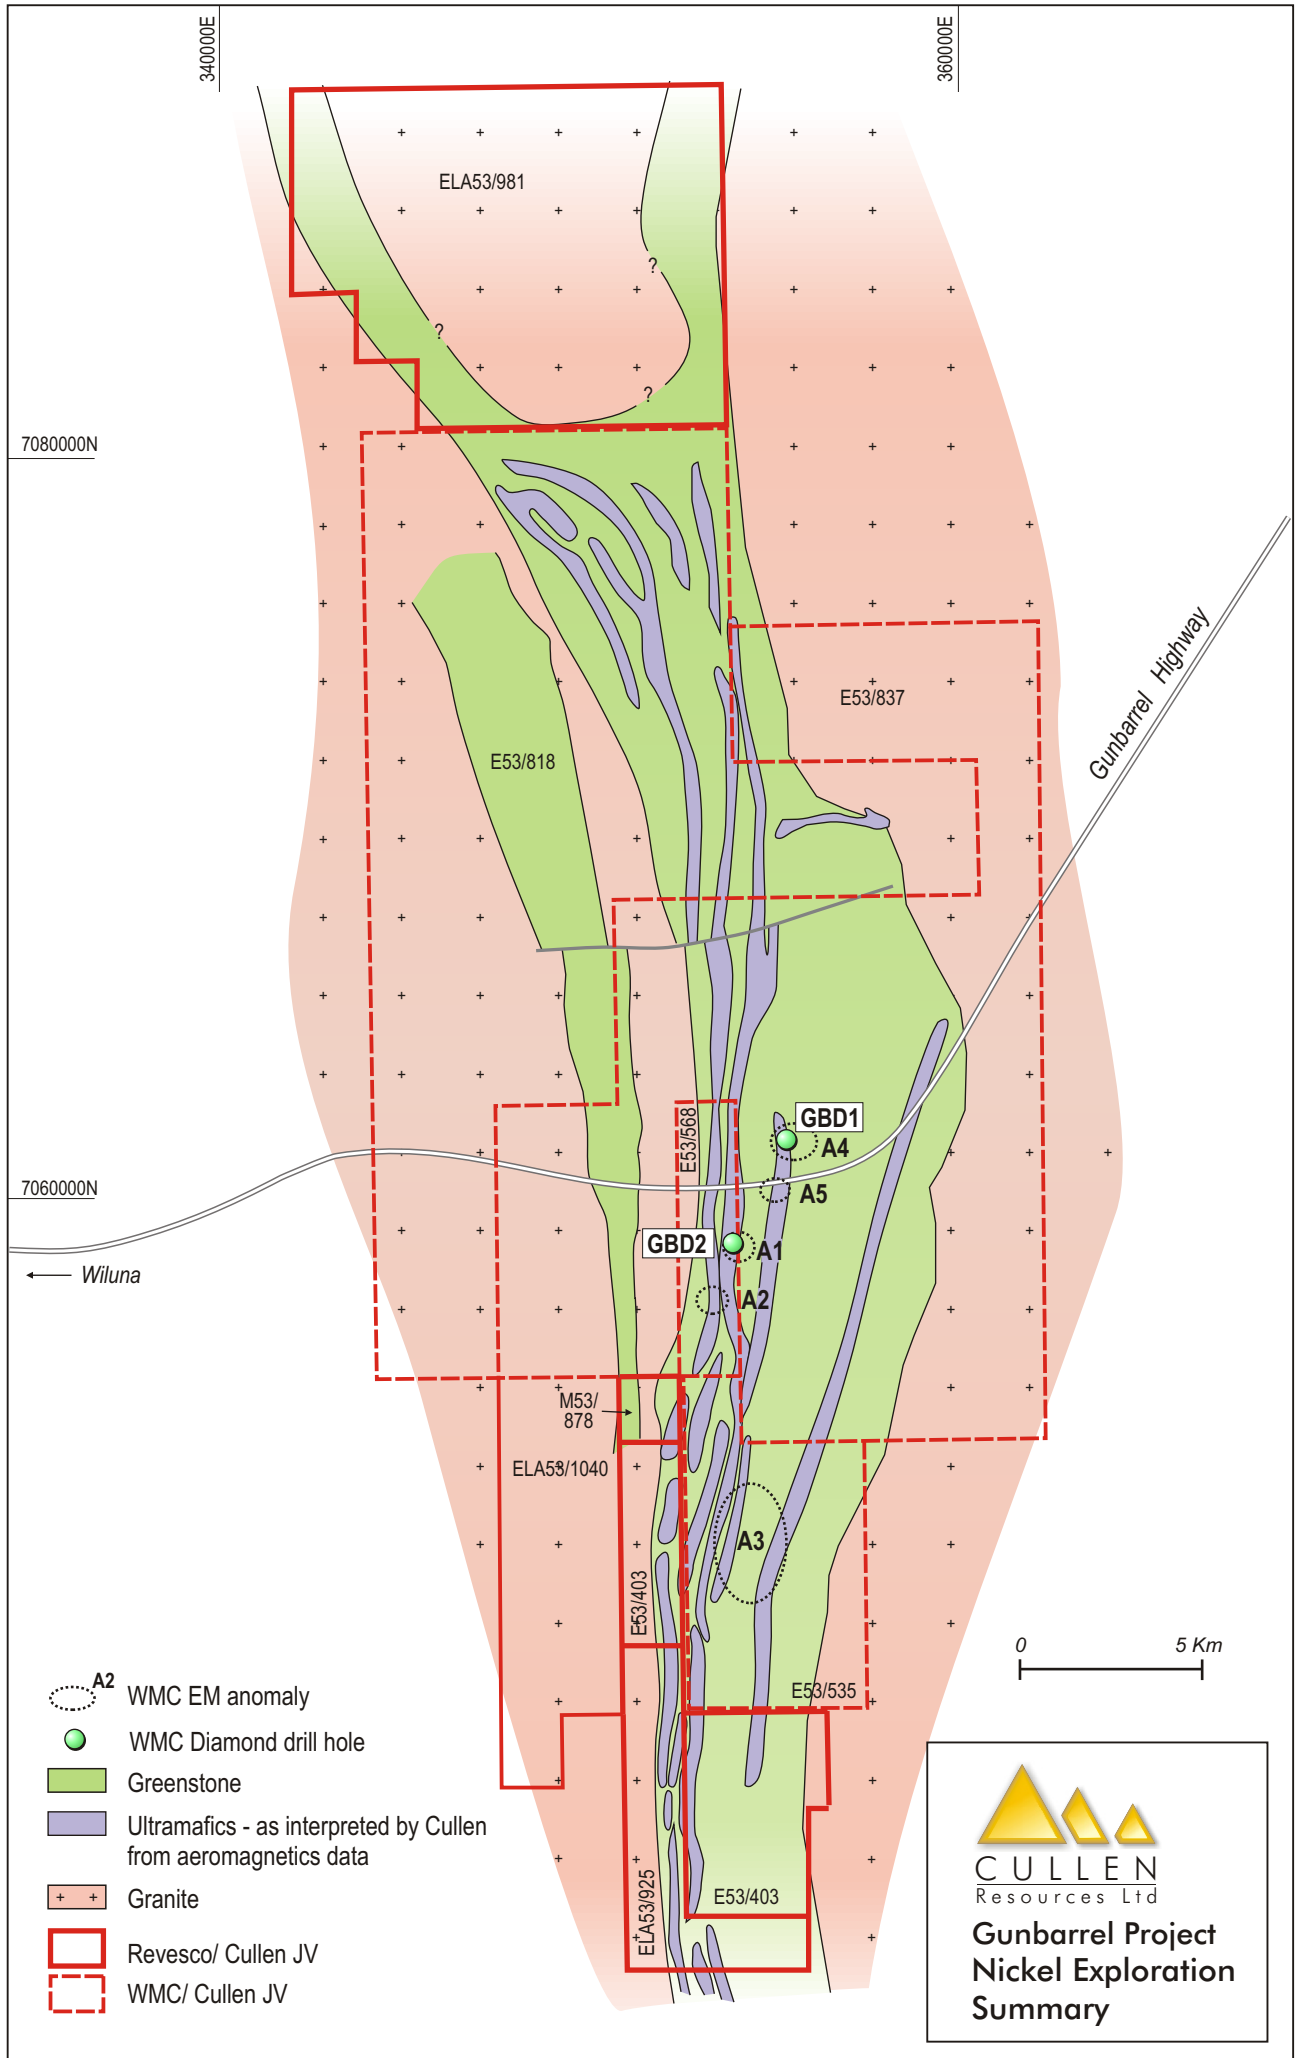 340000E
360000E
ELA53/981
?
?
?
7080000N
Gunbarrel Highway
E53/837
E53/818
E53/568
GBD1
A4
7060000N
A5
GBD2
A1
Wiluna
A2
M53/
878
ELA53/1040
A3
E53/403
0 5 Km
E53/535
A2
WMC EM anomaly
WMC Diamond drill hole
Greenstone
Ultramafics - as interpreted by Cullen
from aeromagnetics data
Granite
Revesco/ Cullen JV
WMC/ Cullen JV
ELA53/925
E53/403
CULLEN
Resources Ltd
Gunbarrel Project
Nickel Exploration
Summary